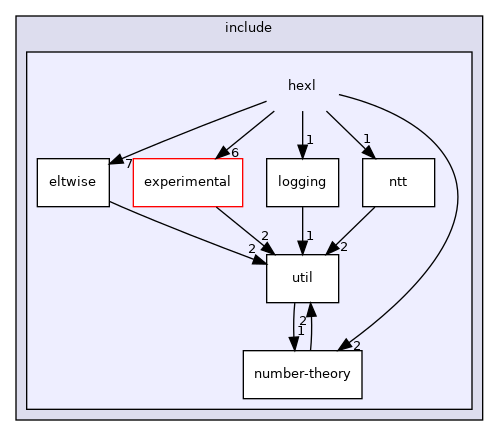 include
hexl
7
6
1
1
eltwise
experimental
logging
ntt
2
2
1
2
util
2
1
2
number-theory